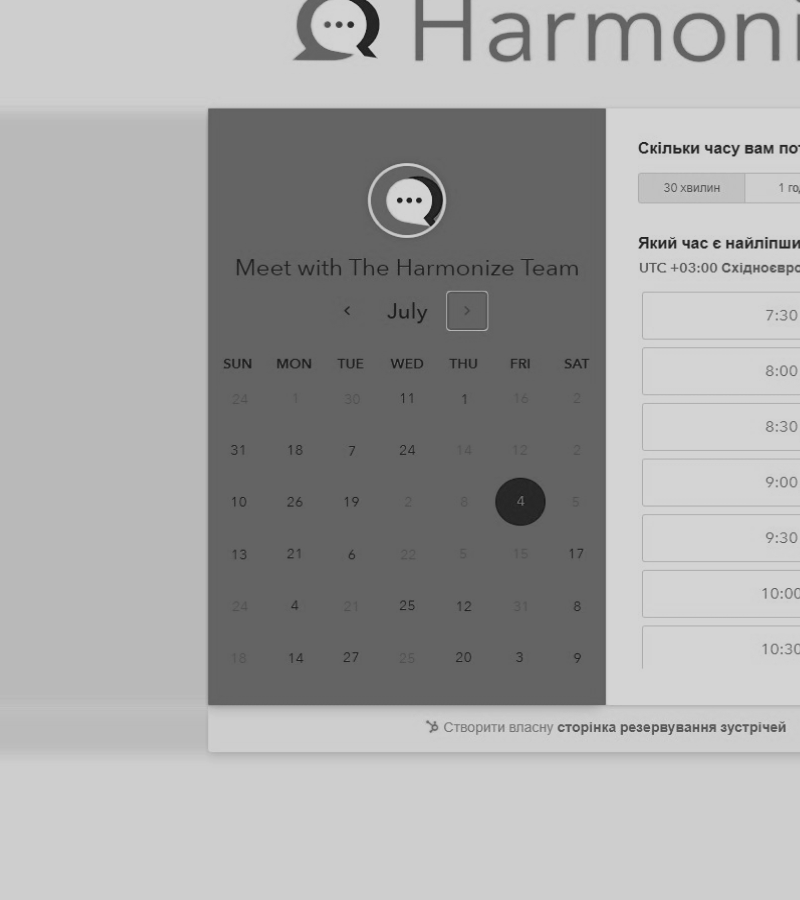 Harmoni
Meet with The Harmonize Team
July
SUN MON TUE WED THU FRI SAT
24 1 30 11 1 16 2
31 18 7 24 14 12 2
10 26 19 2 8 4 5
13 21 6 22 5 15 17
24 4 21 25 12 31 8
18 14 27 25 20 3 9
Скільки часу вам пот
30 хвилин 1 го
Який час є найліпши
UTC +03:00 Східноєвро
7:30
8:00
8:30
9:00
9:30
10:00
10:30
Створити власну сторінка резервування зустрічей